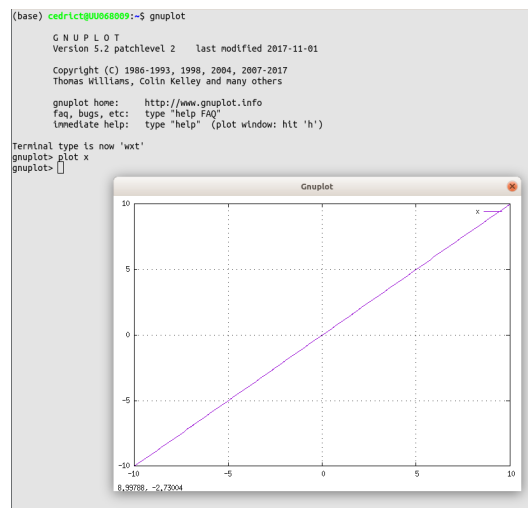 (base) cedrict@UU068009:~$ gnuplot
G N U P L O T
Version 5.2 patchlevel 2    last modified 2017-11-01
Copyright (C) 1986-1993, 1998, 2004, 2007-2017
Thomas Williams, Colin Kelley and many others
gnuplot home:     http://www.gnuplot.info
faq, bugs, etc:   type "help FAQ"
immediate help:   type "help"  (plot window: hit 'h')
Terminal type is now 'wxt'
gnuplot> plot x
gnuplot>
Gnuplot
x
10
5
0
-5
-10
-10 -5 0 5 10
8.99788, -2.73004